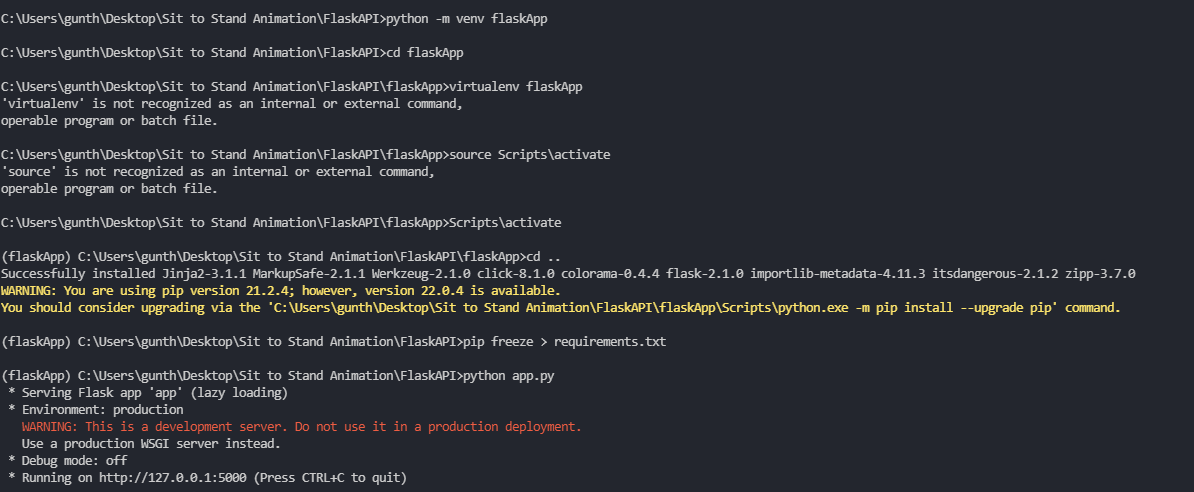 C:\Users\gunth\Desktop\Sit to Stand Animation\FlaskAPI>python -m venv flaskApp
C:\Users\gunth\Desktop\Sit to Stand Animation\FlaskAPI>cd flaskApp
C:\Users\gunth\Desktop\Sit to Stand Animation\FlaskAPI\flaskApp>virtualenv flaskApp
'virtualenv' is not recognized as an internal or external command,
operable program or batch file.
C:\Users\gunth\Desktop\Sit to Stand Animation\FlaskAPI\flaskApp>source Scripts\activate
'source' is not recognized as an internal or external command,
operable program or batch file.
C:\Users\gunth\Desktop\Sit to Stand Animation\FlaskAPI\flaskApp>Scripts\activate
(flaskApp) C:\Users\gunth\Desktop\Sit to Stand Animation\FlaskAPI\flaskApp>cd ..
Successfully installed Jinja2-3.1.1 MarkupSafe-2.1.1 Werkzeug-2.1.0 click-8.1.0 colorama-0.4.4 flask-2.1.0 importlib-metadata-4.11.3 itsdangerous-2.1.2 zipp-3.7.0
WARNING: You are using pip version 21.2.4; however, version 22.0.4 is available.
You should consider upgrading via the 'C:\Users\gunth\Desktop\Sit to Stand Animation\FlaskAPI\flaskApp\Scripts\python.exe -m pip install --upgrade pip' command.
(flaskApp) C:\Users\gunth\Desktop\Sit to Stand Animation\FlaskAPI>pip freeze > requirements.txt
(flaskApp) C:\Users\gunth\Desktop\Sit to Stand Animation\FlaskAPI>python app.py
* Serving Flask app 'app' (lazy loading)
* Environment: production
WARNING: This is a development server. Do not use it in a production deployment.
Use a production WSGI server instead.
* Debug mode: off
* Running on http://127.0.0.1:5000 (Press CTRL+C to quit)